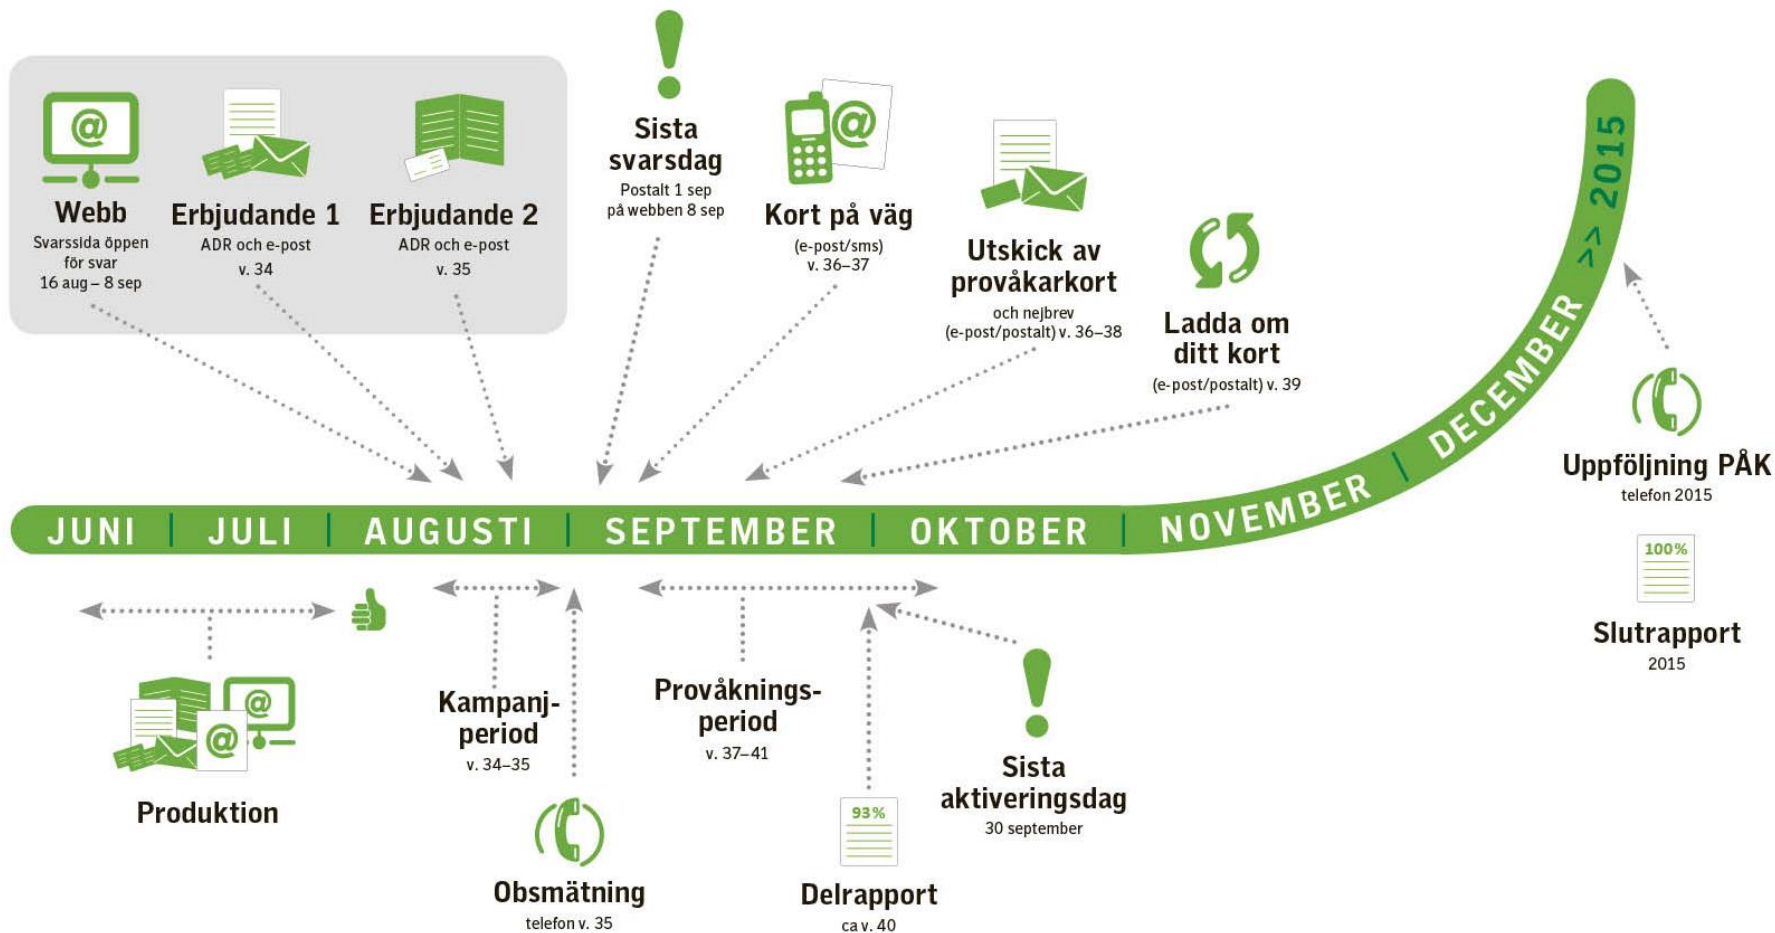 Webb
Svarssida öppen
för svar
16 aug – 8 sep
Erbjudande 1
ADR och e-post
v. 34
Erbjudande 2
ADR och e-post
v. 35
Sista
svarsdag
Postalt 1 sep
på webben 8 sep
Kort på väg
(e-post/sms)
v. 36–37
Utskick av
provåkarkort
och nejbrev
(e-post/postalt) v. 36–38
Ladda om
ditt kort
(e-post/postalt) v. 39
JUNI | JULI | AUGUSTI | SEPTEMBER | OKTOBER | NOVEMBER | DECEMBER >> 2015
Uppföljning PÅK
telefon 2015
100%
Slutrapport
2015
Produktion
Kampanj-
period
v. 34–35
Obsmätning
telefon v. 35
Provåknings-
period
v. 37–41
93%
Delrapport
ca v. 40
Sista
aktiveringsdag
30 september